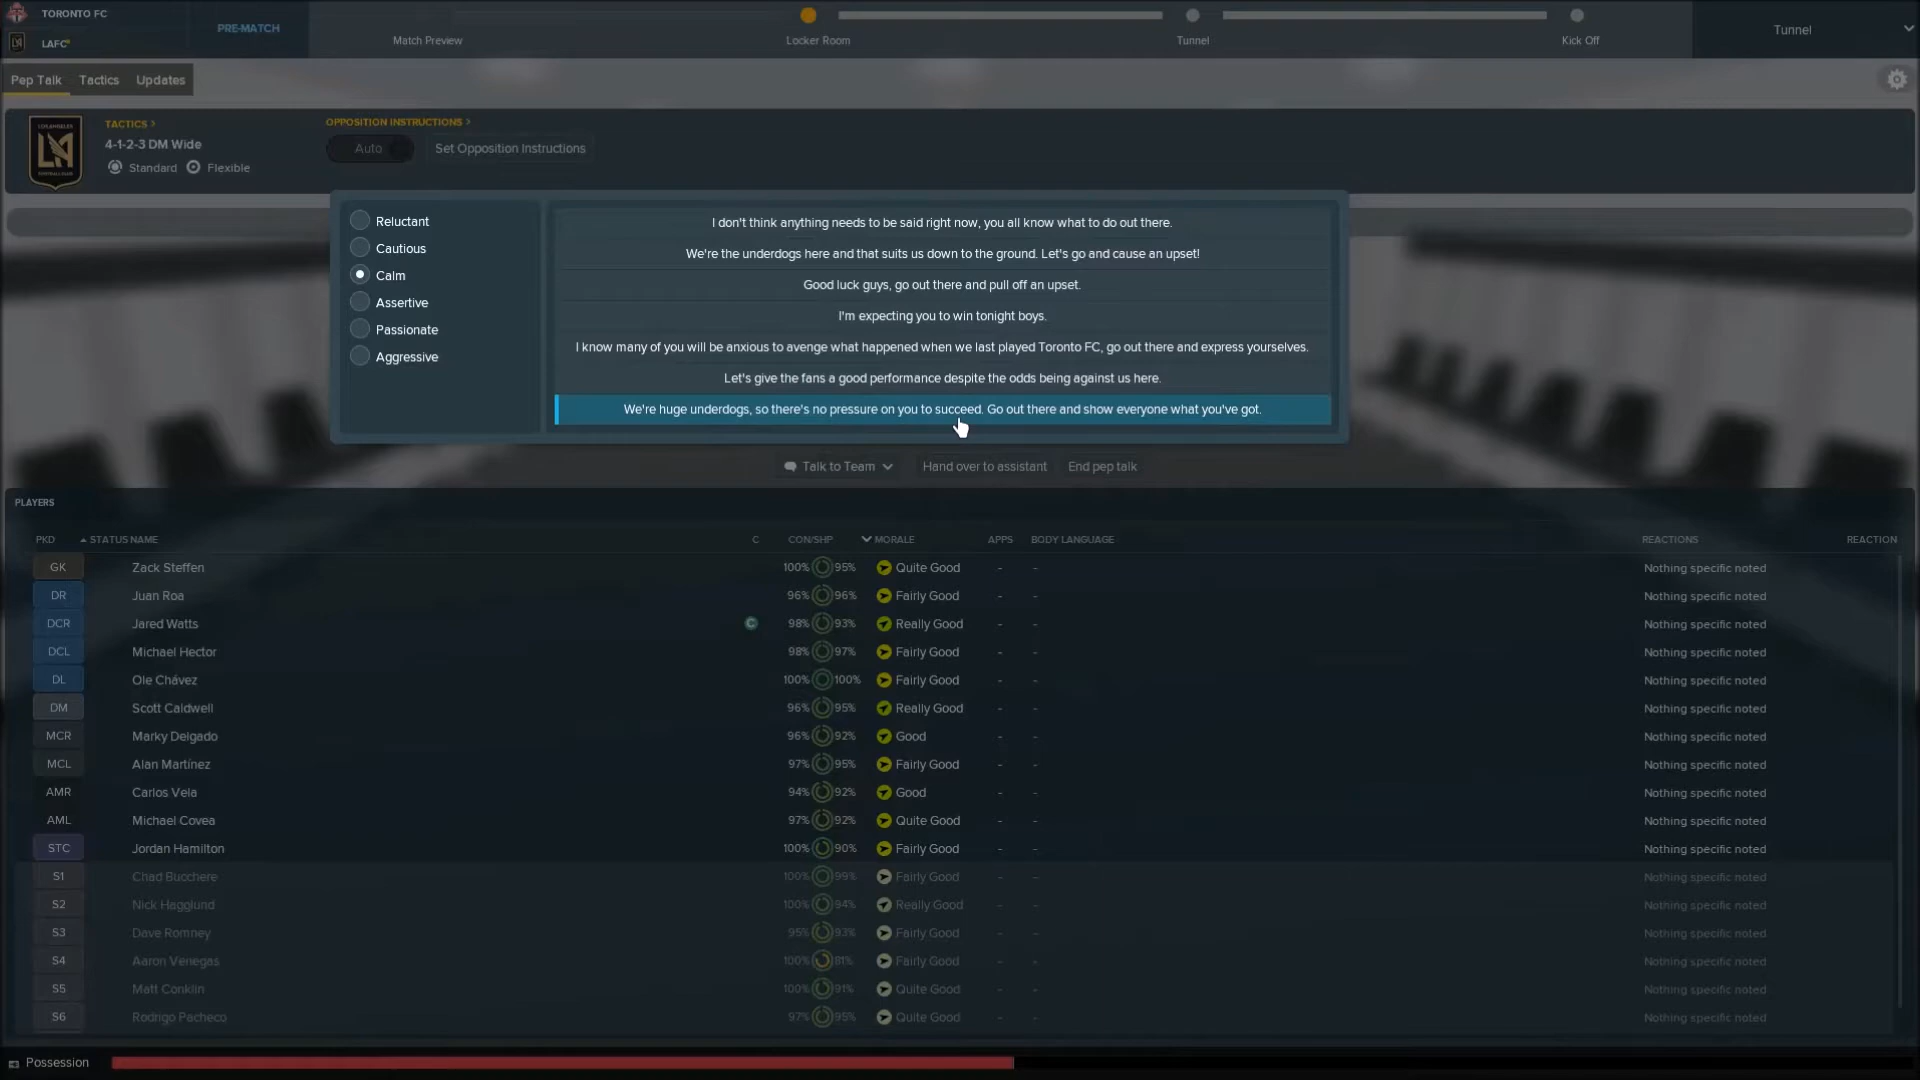 TORONTO FC
LAFC
PRE-MATCH
Match Preview
Locker Room
Tunnel
Kick Off
Tunnel
Pep Talk
Tactics
Updates
TACTICS >
4-1-2-3 DM Wide
Standard
Flexible
OPPOSITION INSTRUCTIONS >
Auto
Set Opposition Instructions
Reluctant
Cautious
Calm
Assertive
Passionate
Aggressive
I don't think anything needs to be said right now, you all know what to do out there.
We're the underdogs here and that suits us down to the ground. Let's go and cause an upset!
Good luck guys, go out there and pull off an upset.
I'm expecting you to win tonight boys.
I know many of you will be anxious to avenge what happened when we last played Toronto FC, go out there and express yourselves.
Let's give the fans a good performance despite the odds being against us here.
We're huge underdogs, so there's no pressure on you to succeed. Go out there and show everyone what you've got.
Talk to Team
Hand over to assistant
End pep talk
PLAYERS
PKD STATUS NAME C CON/SHP MORALE APPS BODY LANGUAGE REACTIONS REACTION
GK Zack Steffen 100% 95% Quite Good - - Nothing specific noted
DR Juan Roa 96% 96% Fairly Good - - Nothing specific noted
DCR Jared Watts C 98% 93% Really Good - - Nothing specific noted
DCL Michael Hector 98% 97% Fairly Good - - Nothing specific noted
DL Ole Chávez 100% 100% Fairly Good - - Nothing specific noted
DM Scott Caldwell 96% 95% Really Good - - Nothing specific noted
MCR Marky Delgado 96% 92% Good - - Nothing specific noted
MCL Alan Martínez 97% 95% Fairly Good - - Nothing specific noted
AMR Carlos Vela 94% 92% Good - - Nothing specific noted
AML Michael Covea 97% 92% Quite Good - - Nothing specific noted
STC Jordan Hamilton 100% 90% Fairly Good - - Nothing specific noted
S1 Chad Bucchere 100% 99% Fairly Good - - Nothing specific noted
S2 Nick Hagglund 100% 94% Really Good - - Nothing specific noted
S3 Dave Romney 95% 93% Fairly Good - - Nothing specific noted
S4 Aaron Venegas 100% 81% Fairly Good - - Nothing specific noted
S5 Matt Conklin 100% 91% Quite Good - - Nothing specific noted
S6 Rodrigo Pacheco 97% 95% Quite Good - - Nothing specific noted
Possession